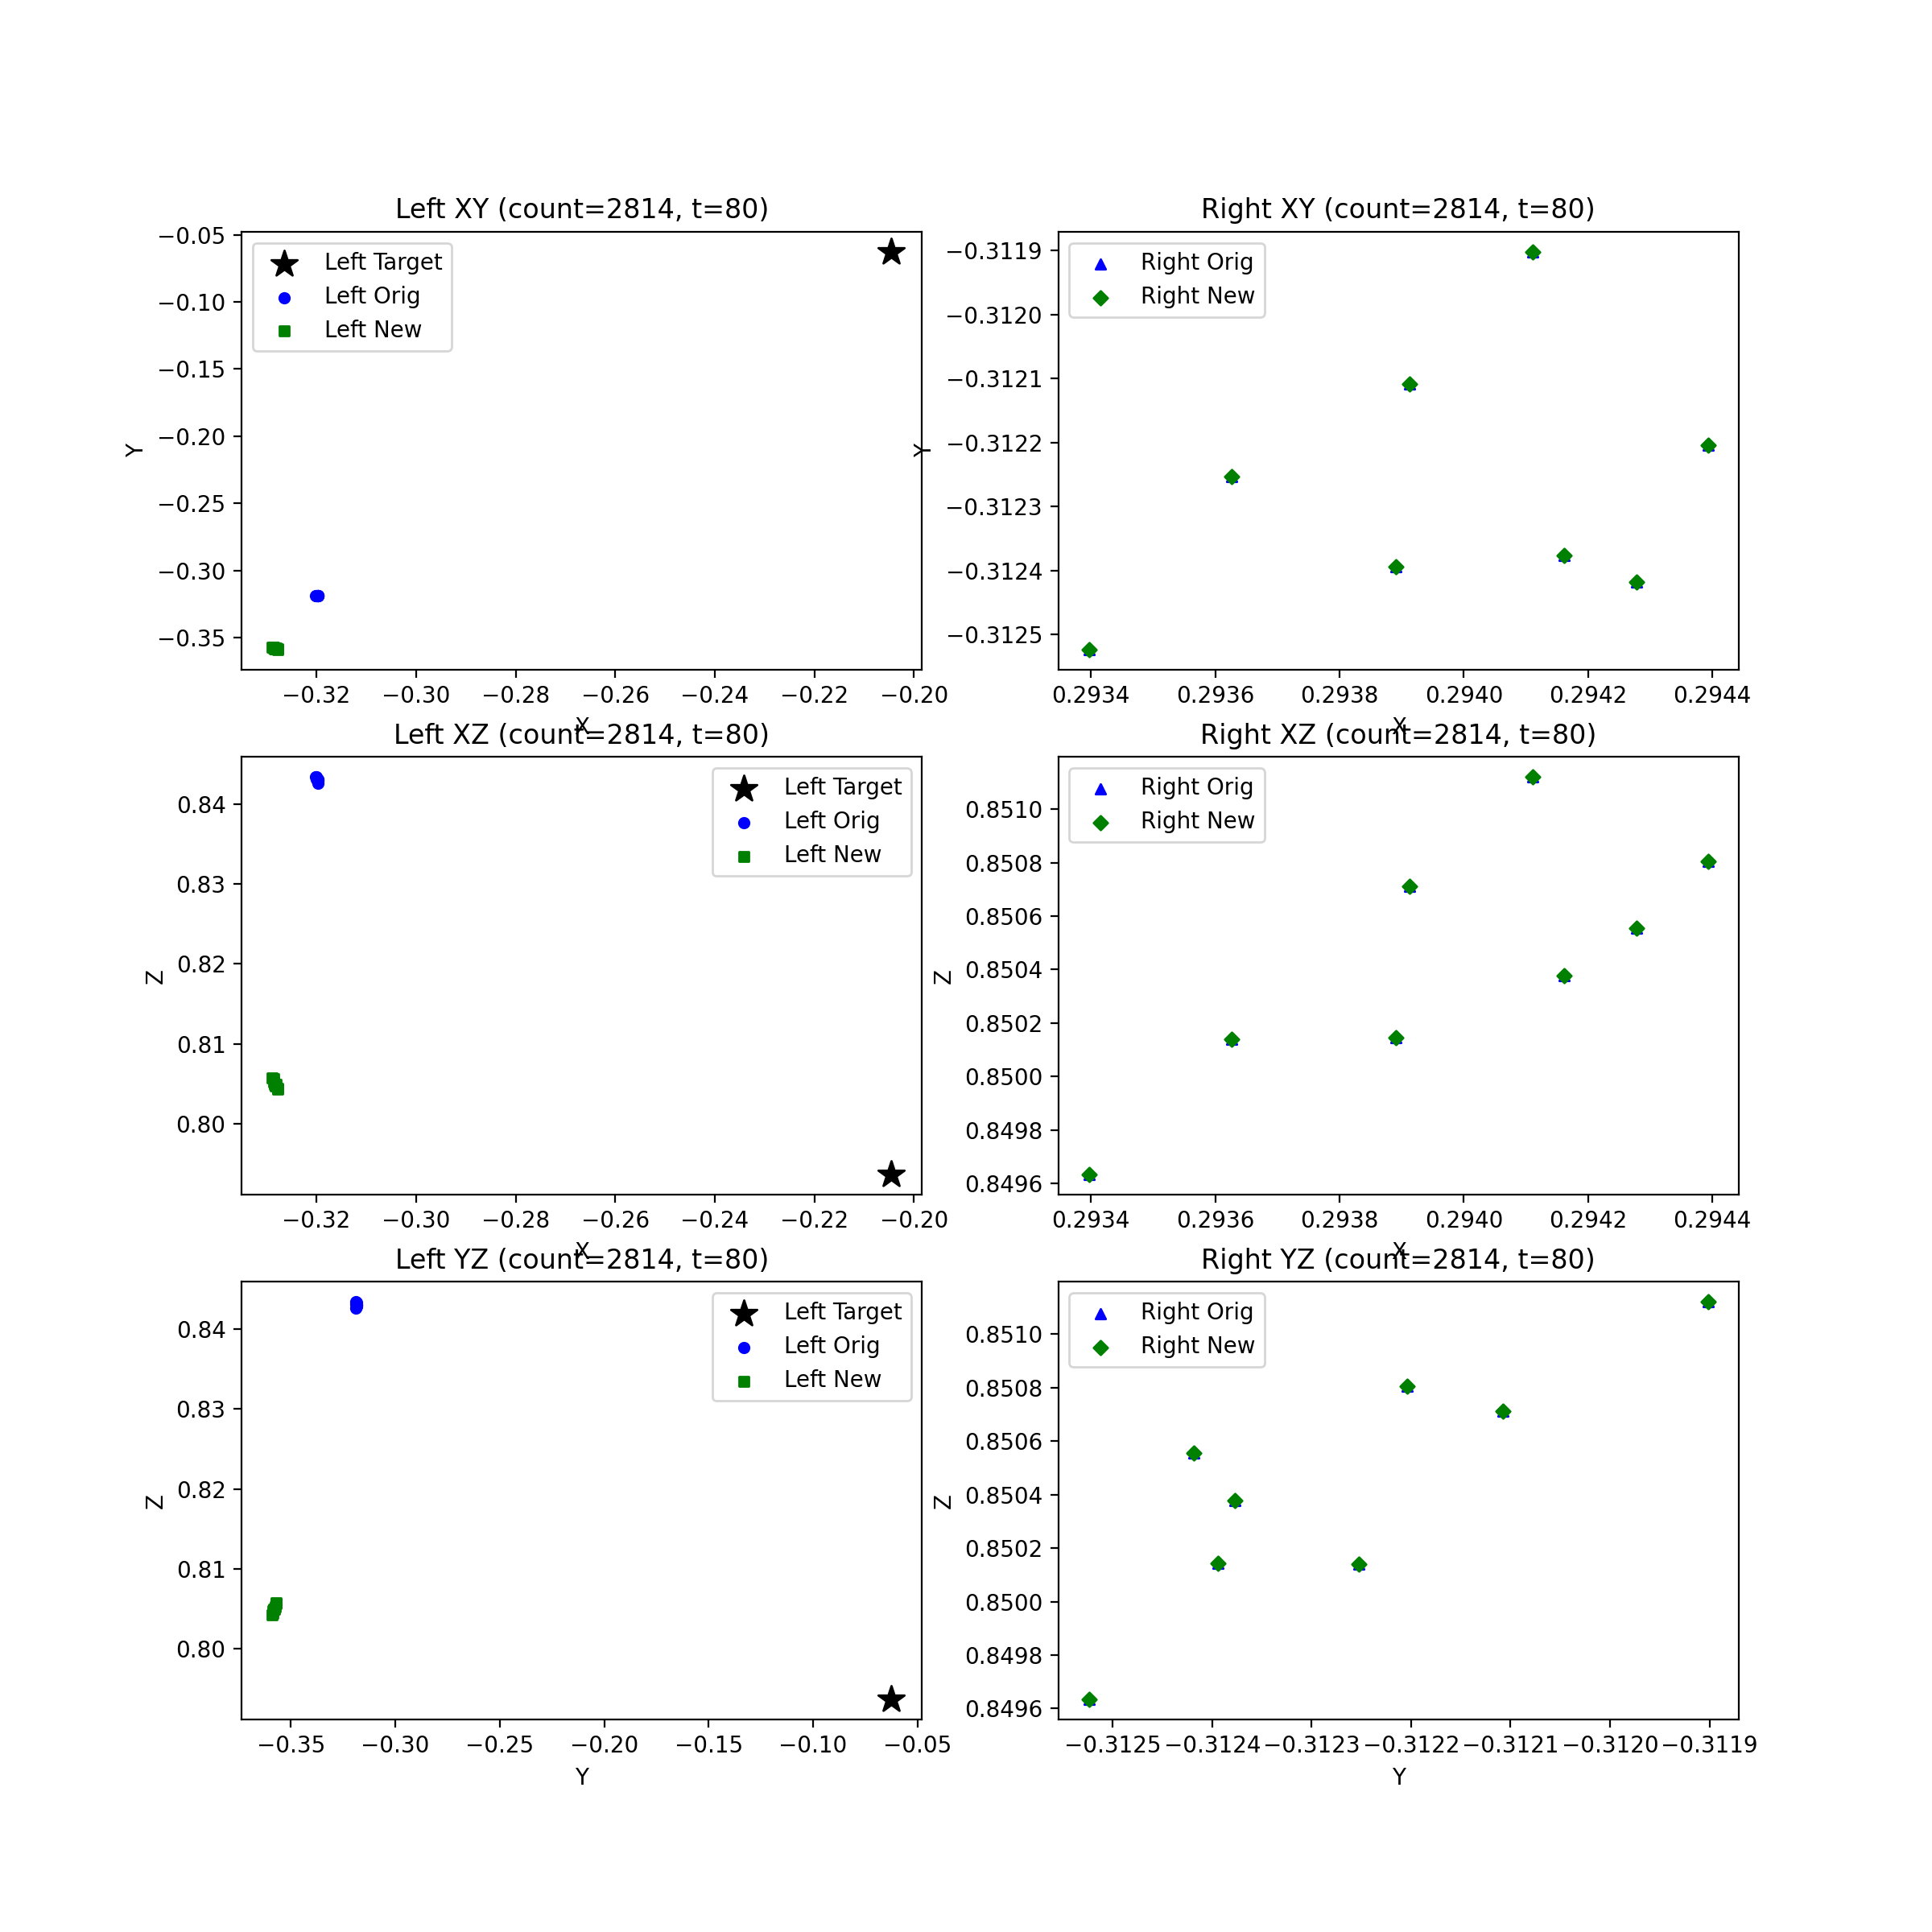 Left XY (count=2814, t=80)
−0.05
−0.10
−0.15
−0.20
−0.25
−0.30
−0.35
Y
Left Target
Left Orig
Left New
−0.32 −0.30 −0.28 −0.26 −0.24 −0.22 −0.20
X
Right XY (count=2814, t=80)
−0.3119
−0.3120
−0.3121
−0.3122
−0.3123
−0.3124
−0.3125
Y
Right Orig
Right New
0.2934 0.2936 0.2938 0.2940 0.2942 0.2944
X
Left XZ (count=2814, t=80)
0.84
0.83
0.82
0.81
0.80
Z
Left Target
Left Orig
Left New
−0.32 −0.30 −0.28 −0.26 −0.24 −0.22 −0.20
X
Right XZ (count=2814, t=80)
0.8510
0.8508
0.8506
0.8504
0.8502
0.8500
0.8498
0.8496
Z
Right Orig
Right New
0.2934 0.2936 0.2938 0.2940 0.2942 0.2944
X
Left YZ (count=2814, t=80)
0.84
0.83
0.82
0.81
0.80
Z
Left Target
Left Orig
Left New
−0.35 −0.30 −0.25 −0.20 −0.15 −0.10 −0.05
Y
Right YZ (count=2814, t=80)
0.8510
0.8508
0.8506
0.8504
0.8502
0.8500
0.8498
0.8496
Z
Right Orig
Right New
−0.3125 −0.3124 −0.3123 −0.3122 −0.3121 −0.3120 −0.3119
Y